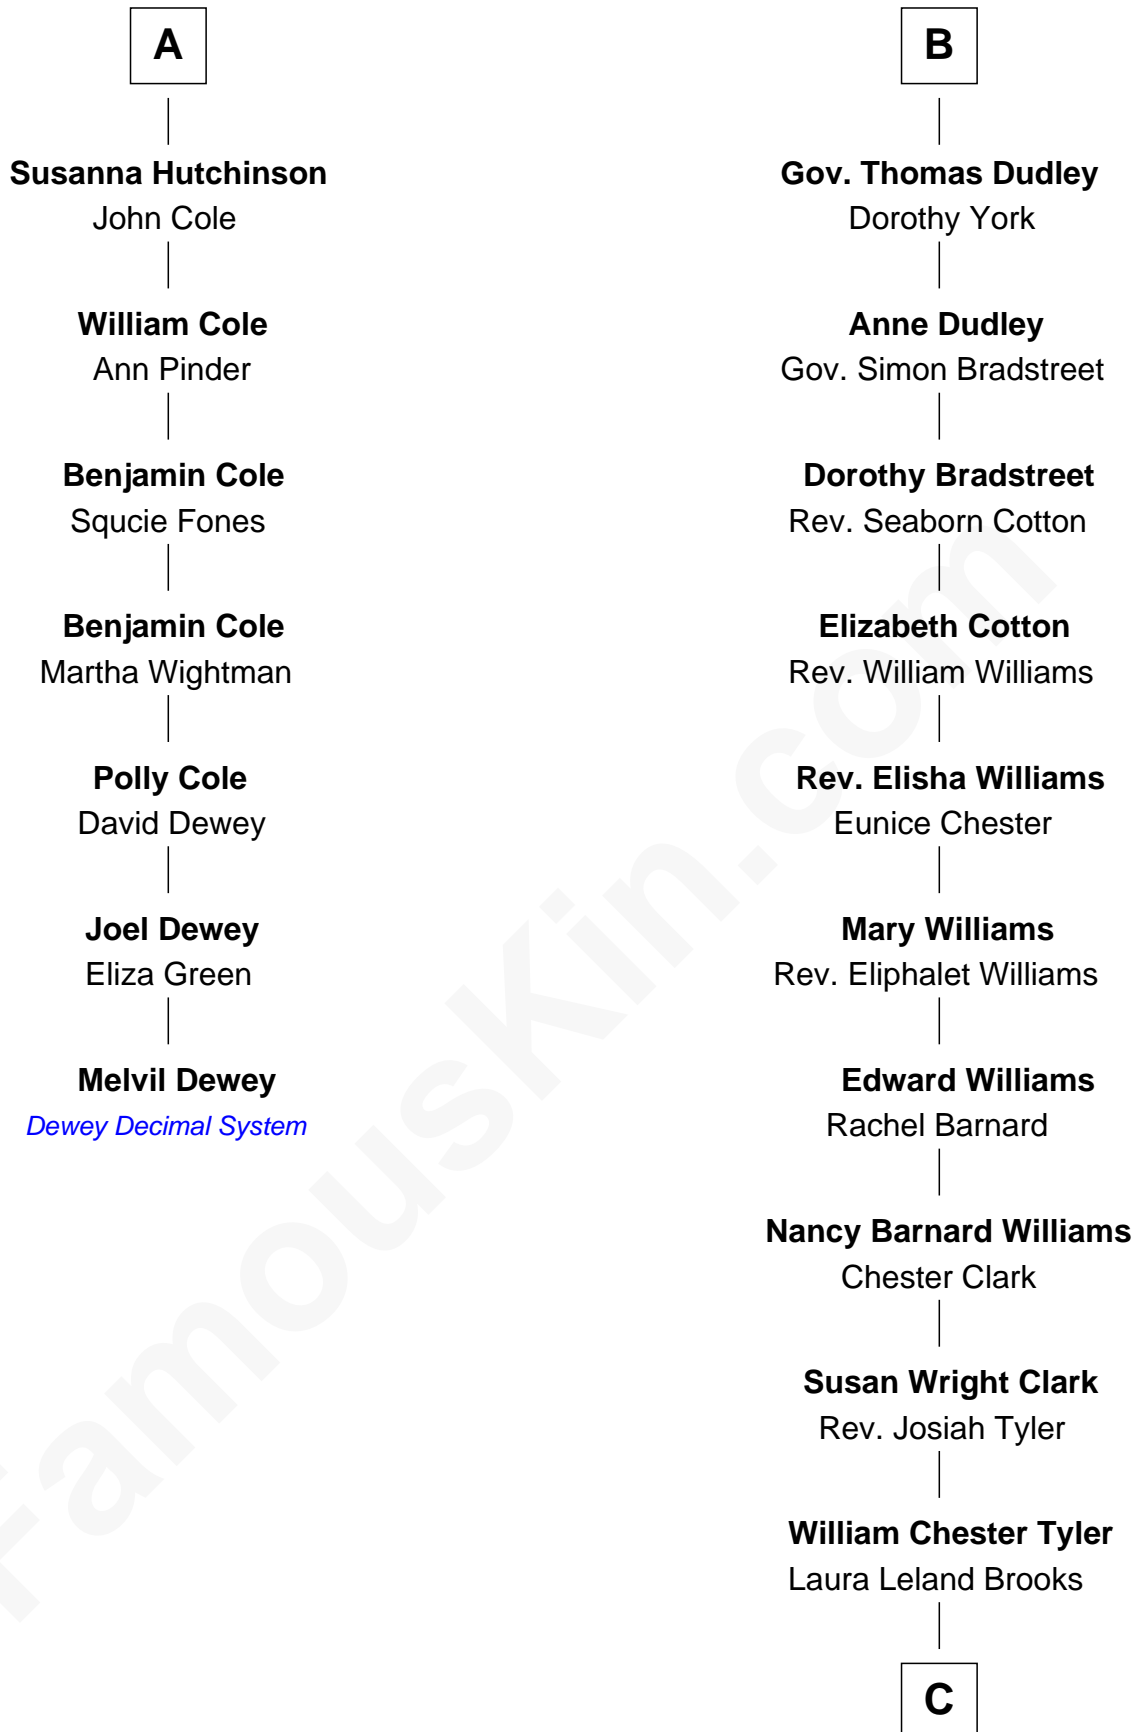 A
Susanna Hutchinson
John Cole
William Cole
Ann Pinder
Benjamin Cole
Squcie Fones
Benjamin Cole
Martha Wightman
Polly Cole
David Dewey
Joel Dewey
Eliza Green
Melvil Dewey
Dewey Decimal System
B
Gov. Thomas Dudley
Dorothy York
Anne Dudley
Gov. Simon Bradstreet
Dorothy Bradstreet
Rev. Seaborn Cotton
Elizabeth Cotton
Rev. William Williams
Rev. Elisha Williams
Eunice Chester
Mary Williams
Rev. Eliphalet Williams
Edward Williams
Rachel Barnard
Nancy Barnard Williams
Chester Clark
Susan Wright Clark
Rev. Josiah Tyler
William Chester Tyler
Laura Leland Brooks
C
FamousKin.com